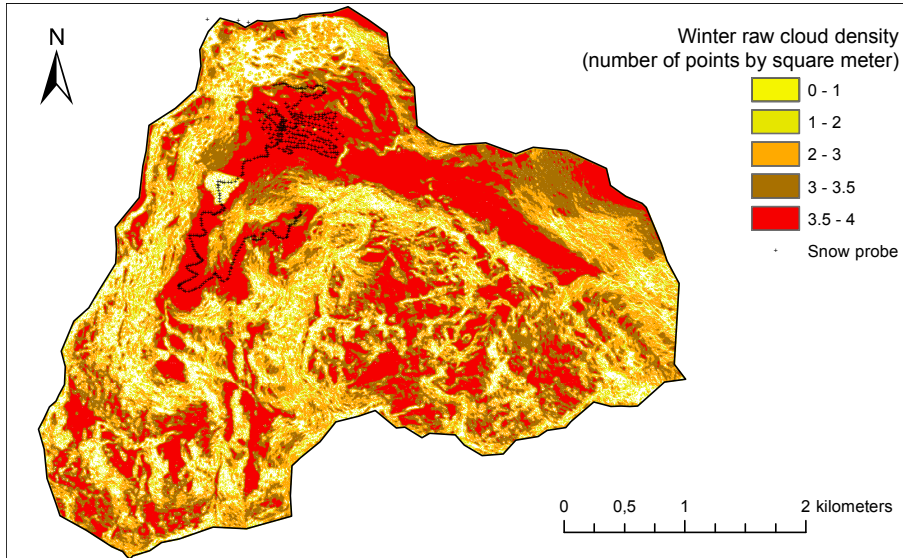 N
Winter raw cloud density
(number of points by square meter)
0 - 1
1 - 2
2 - 3
3 - 3.5
3.5 - 4
Snow probe
0 0,5 1 2 kilometers